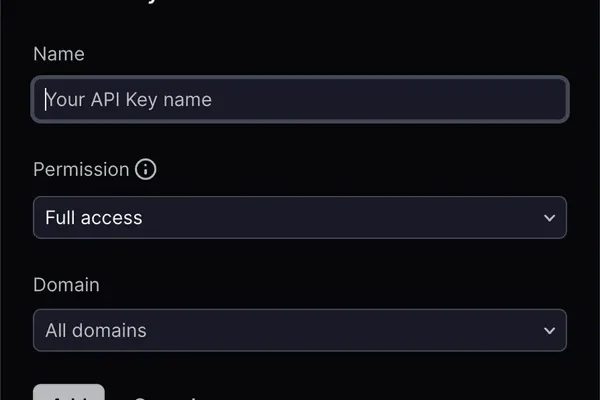 Name
Your API Key name
Permission
Full access
Domain
All domains